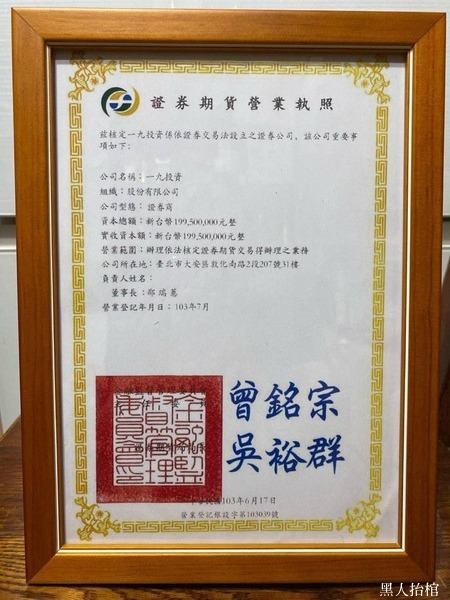 證券期貨營業執照
茲核定一九投資係依證券交易法設立之證券公司，該公司重要事
項如下：
公司名稱：一九投資
組織：股份有限公司
公司型態：證券商
資本總額：新台幣199,500,000元整
實收資本額：新台幣199,500,000元整
營業範圍：辦理依法核定證券期貨交易得辦理之業務
公司所在地：臺北市大安區敦化南路2段207號31樓
負責人姓名：
董事長：鄒瑞蕙
營業登記年月日：103年7月
曾銘宗
吳裕群
103年6月17日
營業登記核設字第103039號
黑人抬棺